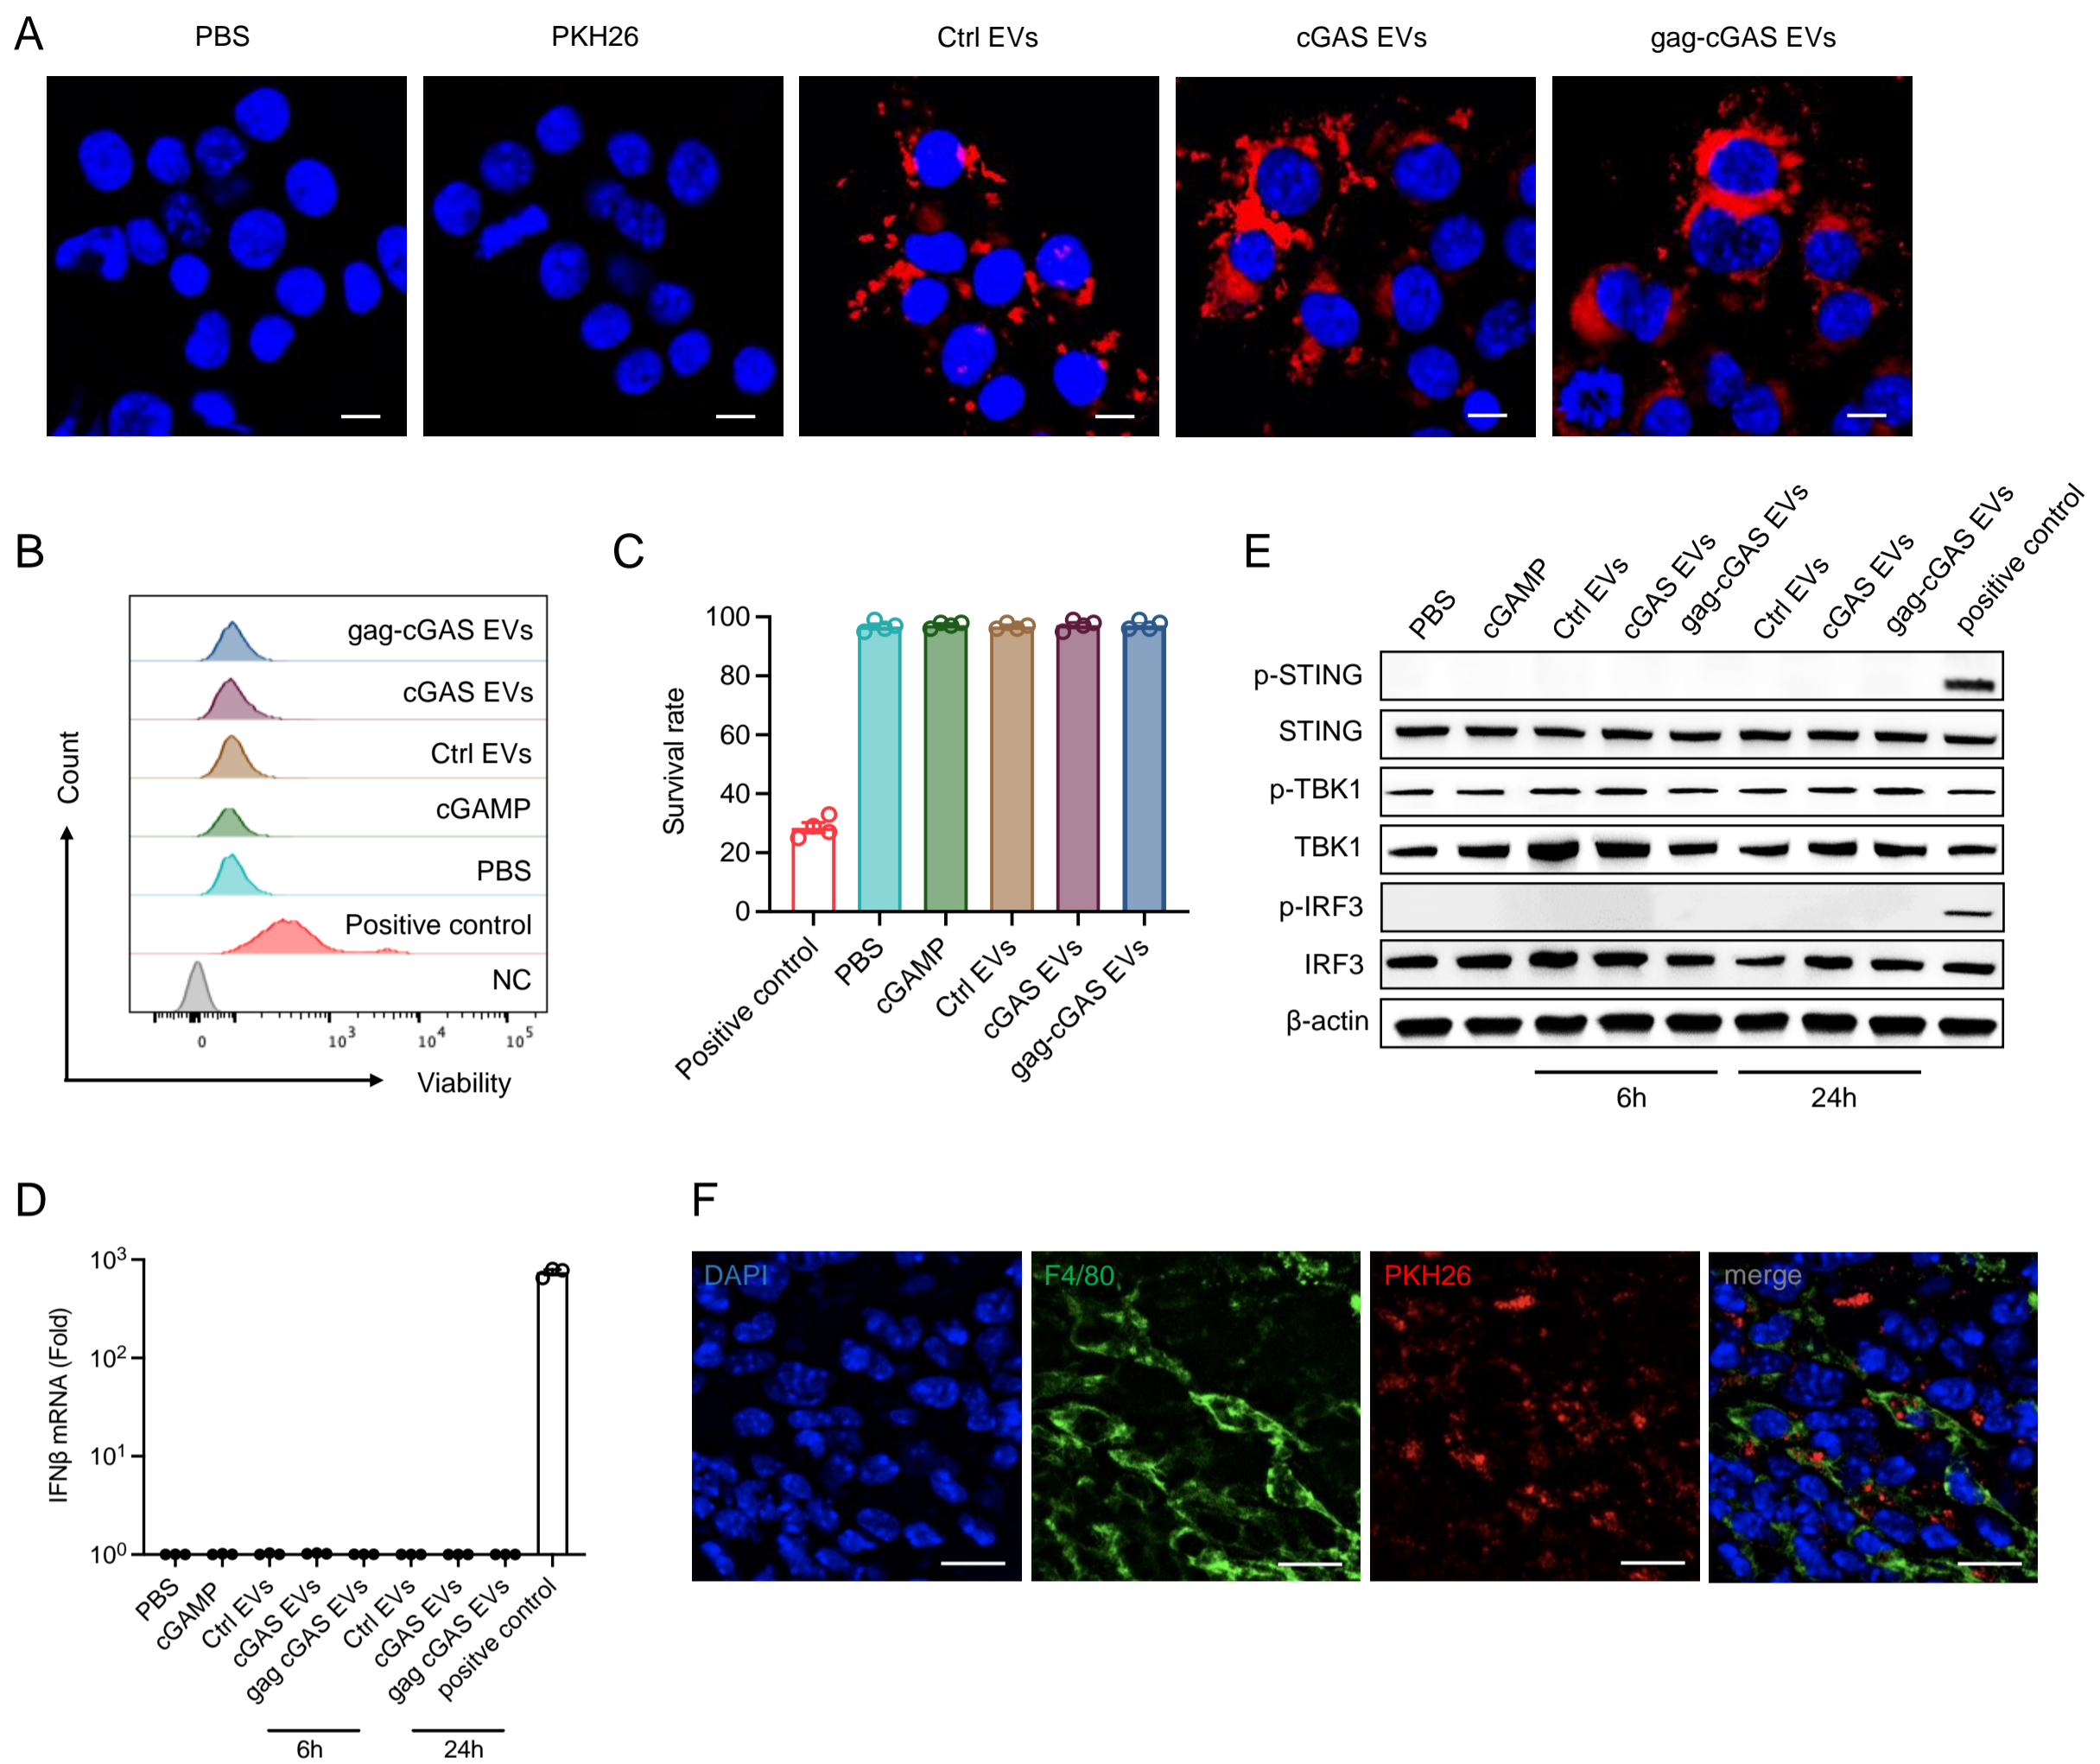 A
PBS
PKH26
Ctrl EVs
cGAS EVs
gag-cGAS EVs
B
gag-cGAS EVs
cGAS EVs
Ctrl EVs
cGAMP
PBS
Positive control
NC
Count
0
10³
10⁴
10⁵
Viability
C
Survival rate
100
80
60
40
20
0
Positive control
PBS
cGAMP
Ctrl EVs
cGAS EVs
gag-cGAS EVs
E
PBS
cGAMP
Ctrl EVs
cGAS EVs
gag-cGAS EVs
Ctrl EVs
cGAS EVs
gag-cGAS EVs
positive control
p-STING
STING
p-TBK1
TBK1
p-IRF3
IRF3
β-actin
6h
24h
D
IFNβ mRNA (Fold)
10³
10²
10¹
10⁰
PBS
cGAMP
Ctrl EVs
cGAS EVs
gag cGAS EVs
Ctrl EVs
cGAS EVs
gag cGAS EVs
positve control
6h
24h
F
DAPI
F4/80
PKH26
merge